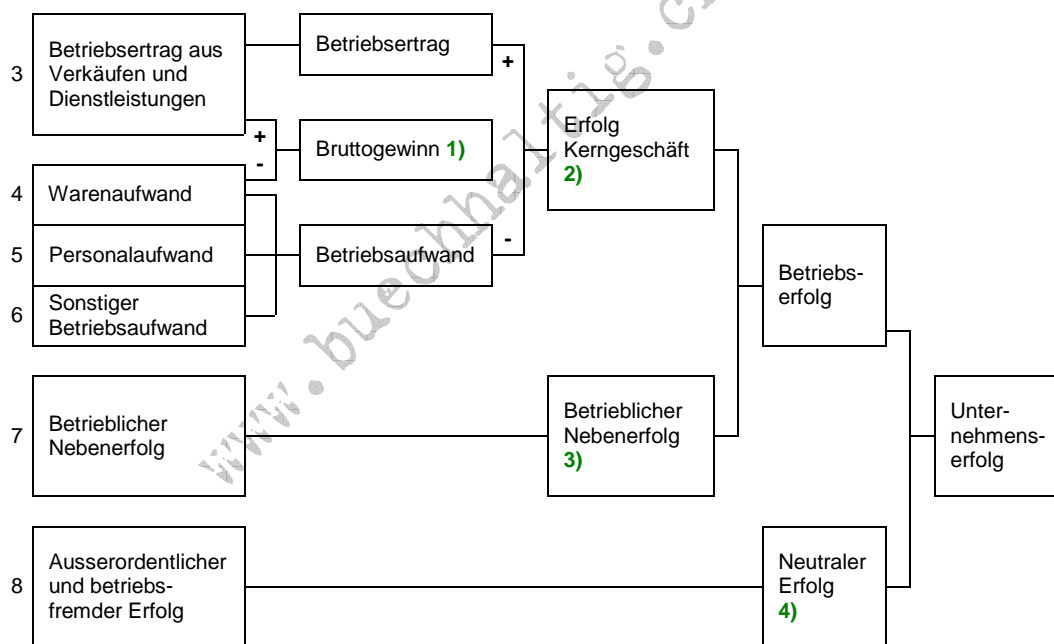 3
Betriebsertrag aus
Verkäufen und
Dienstleistungen
Betriebsertrag
+
+
-
Bruttogewinn 1)
Erfolg
Kerngeschäft
2)
4
Warenaufwand
5
Personalaufwand
Betriebsaufwand
-
6
Sonstiger
Betriebsaufwand
Betriebs-
erfolg
7
Betrieblicher
Nebenerfolg
Betrieblicher
Nebenerfolg
3)
Unter-
nehmens-
erfolg
8
Ausserordentlicher
und betriebs-
fremder Erfolg
Neutraler
Erfolg
4)
www.buechhaltig.c